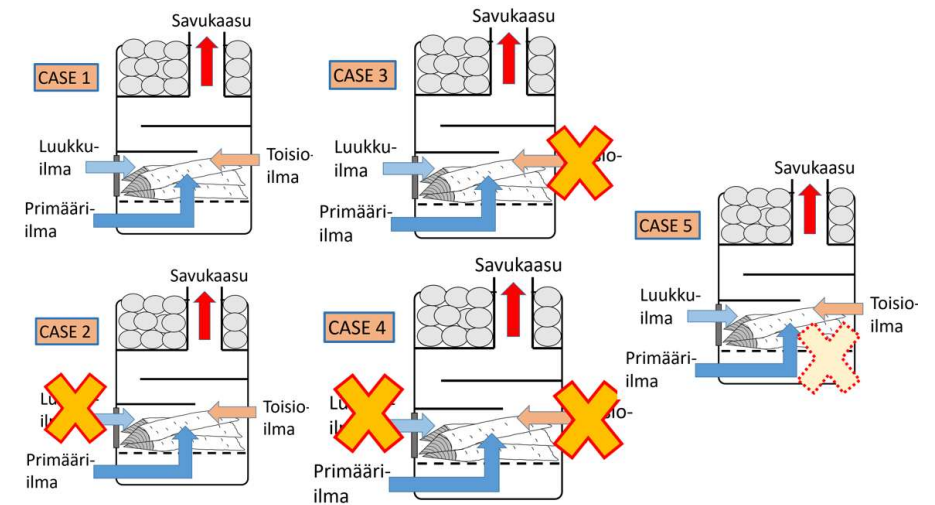 CASE 1
Savukaasu
Luukku-
ilma
Toisio-
ilma
Primääri-
ilma
CASE 3
Savukaasu
Luukku-
ilma
Primääri-
ilma
CASE 2
Savukaasu
Toisio-
ilma
Primääri-
ilma
CASE 4
Savukaasu
Primääri-
ilma
CASE 5
Savukaasu
Luukku-
ilma
Toisio-
ilma
Primääri-
ilma